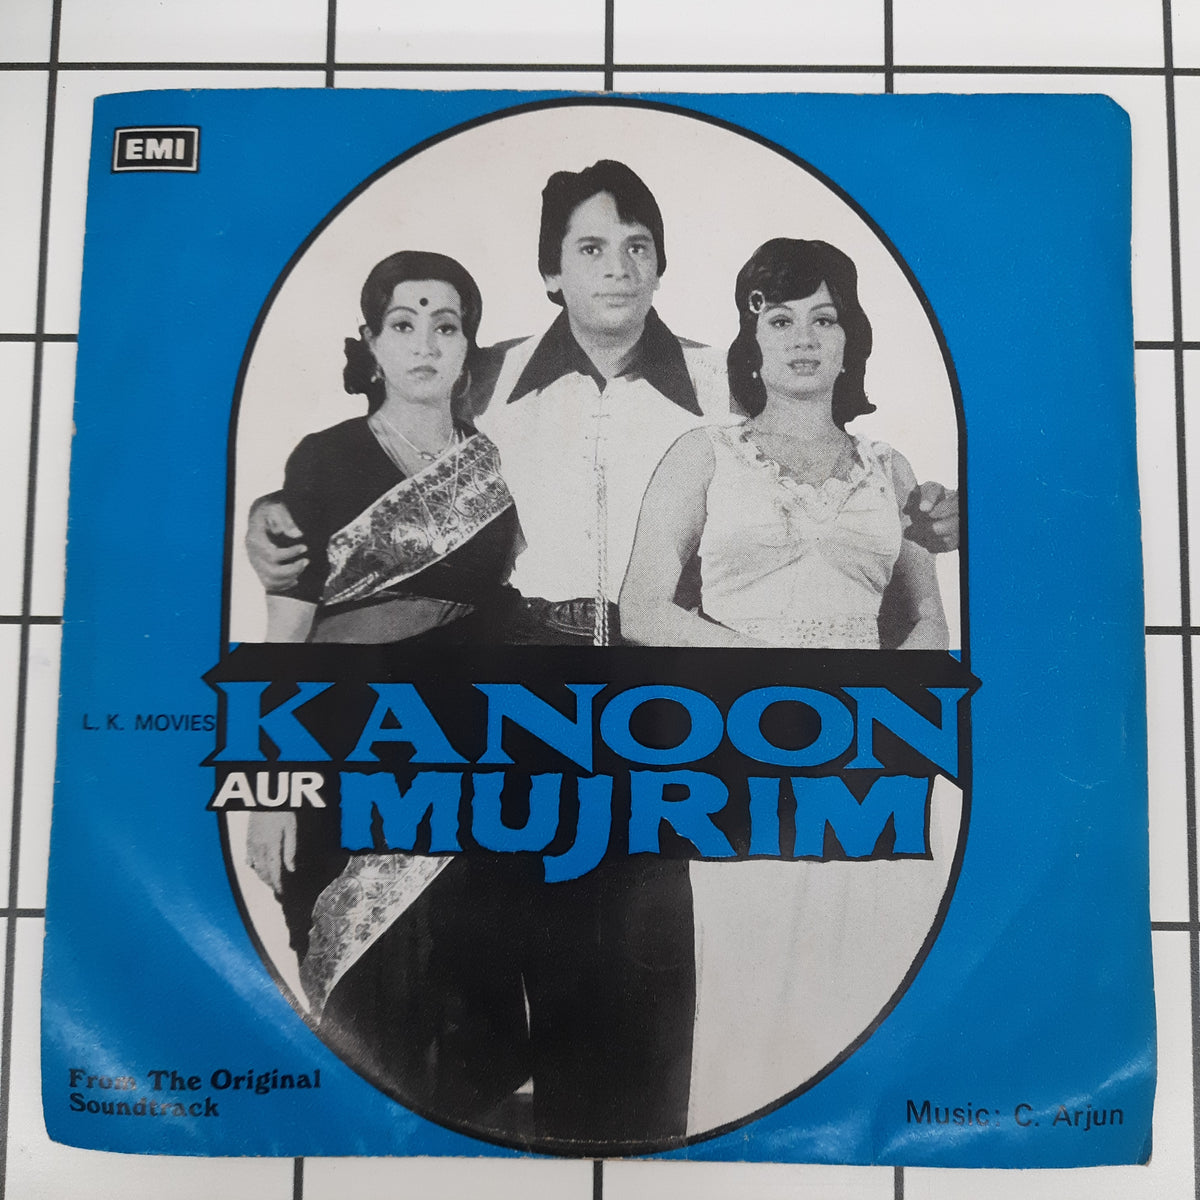 EMI
L. K. MOVIES
KANOON
AUR MUJRIM
From The Original
Soundtrack
Music: C. Arjun